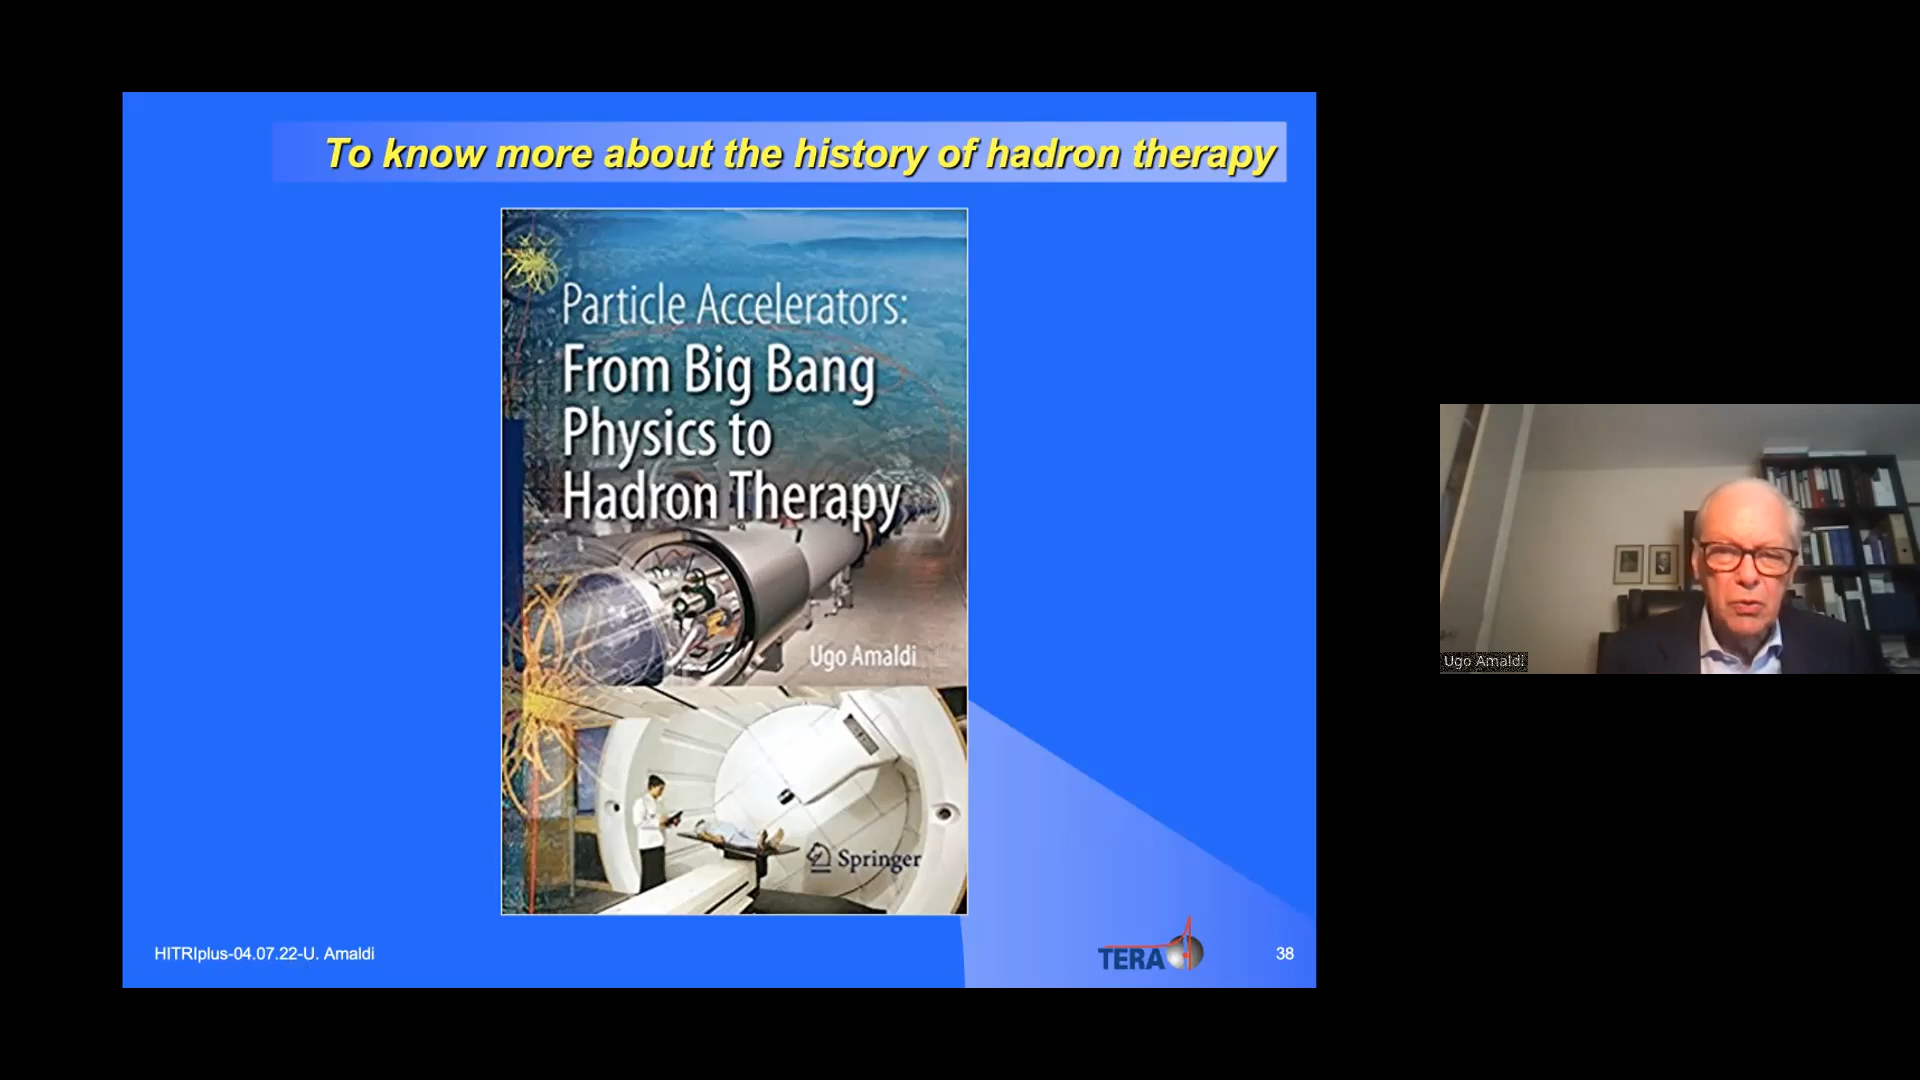 To know more about the history of hadron therapy
Particle Accelerators:
From Big Bang
Physics to
Hadron Therapy
Ugo Amaldi
Springer
HITRIplus-04.07.22-U. Amaldi
TERA
38
Ugo Amaldi